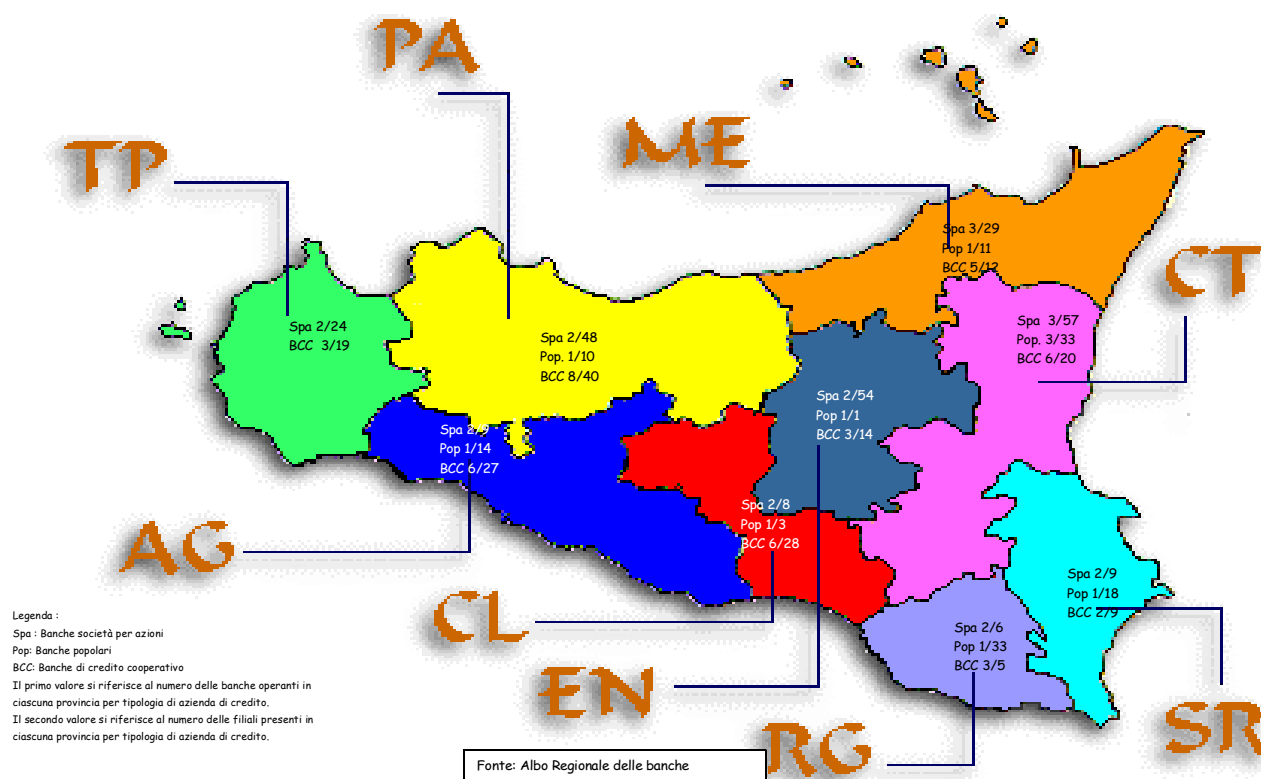 PA
ME
TP
CT
Spa 3/29
Pop 1/11
BCC 5/12
Spa 2/24
BCC 3/19
Spa 2/48
Pop. 1/10
BCC 8/40
Spa 3/57
Pop. 3/33
BCC 6/20
Spa 2/54
Pop 1/1
BCC 3/14
Spa 2/9
Pop 1/14
BCC 6/27
Spa 2/8
Pop 1/3
BCC 6/28
AG
CL
EN
Spa 2/9
Pop 1/18
BCC 2/9
Spa 2/6
Pop 1/33
BCC 3/5
RG
SR
Legenda :
Spa : Banche società per azioni
Pop: Banche popolari
BCC: Banche di credito cooperativo
Il primo valore si riferisce al numero delle banche operanti in
ciascuna provincia per tipologia di azienda di credito.
Il secondo valore si riferisce al numero delle filiali presenti in
ciascuna provincia per tipologia di azienda di credito.
Fonte: Albo Regionale delle banche